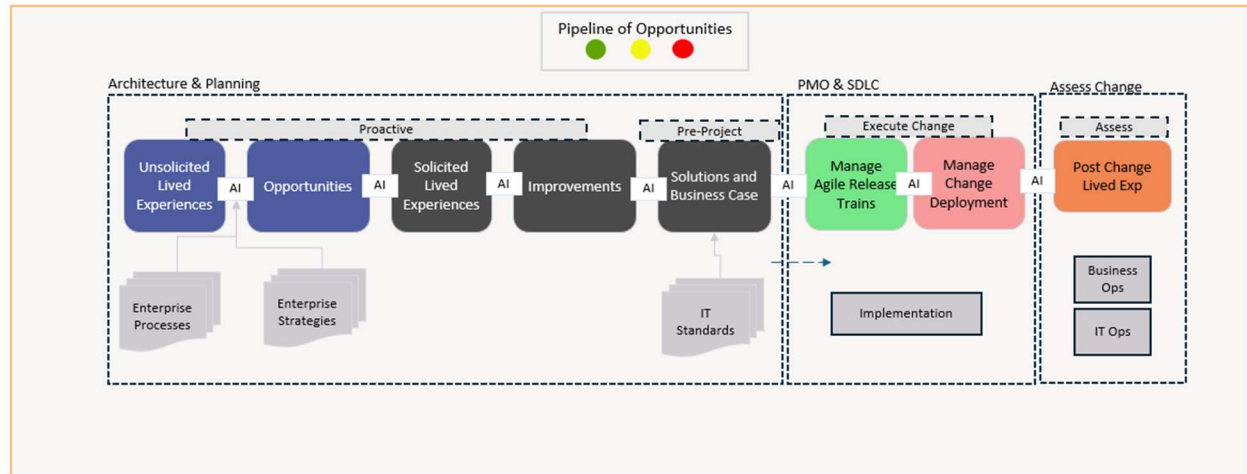 Pipeline of Opportunities
Architecture & Planning
PMO & SDLC
Assess Change
Proactive
Pre-Project
Execute Change
Assess
Unsolicited
Lived
Experiences
AI
Opportunities
AI
Solicited
Lived
Experiences
AI
Improvements
AI
Solutions and
Business Case
AI
Manage
Agile Release
Trains
AI
Manage
Change
Deployment
AI
Post Change
Lived Exp
Enterprise
Processes
Enterprise
Strategies
IT
Standards
Implementation
Business
Ops
IT Ops